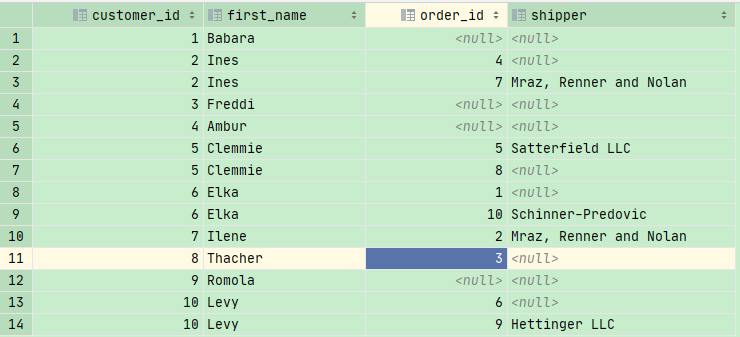 customer_id first_name order_id shipper
1 1 Babara <null> <null>
2 2 Ines 4 <null>
3 2 Ines 7 Mraz, Renner and Nolan
4 3 Freddi <null> <null>
5 4 Ambur <null> <null>
6 5 Clemmie 5 Satterfield LLC
7 5 Clemmie 8 <null>
8 6 Elka 1 <null>
9 6 Elka 10 Schinner-Predovic
10 7 Ilene 2 Mraz, Renner and Nolan
11 8 Thacher 3 <null>
12 9 Romola <null> <null>
13 10 Levy 6 <null>
14 10 Levy 9 Hettinger LLC